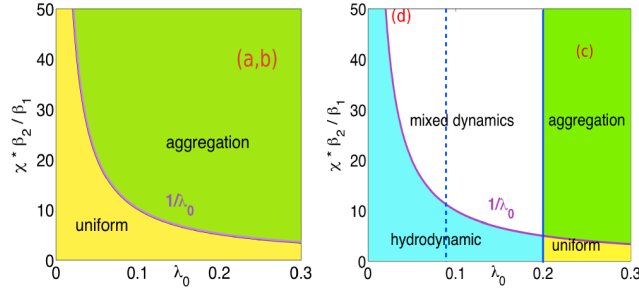 50
40
30
20
10
0
χ * β2 / β1
(a,b)
aggregation
uniform
1/λ0
0
0.1
λ0
0.2
0.3
50
40
30
20
10
0
χ * β2 / β1
(d)
(c)
mixed dynamics
aggregation
1/λ0
hydrodynamic
uniform
0
0.1
λ0
0.2
0.3